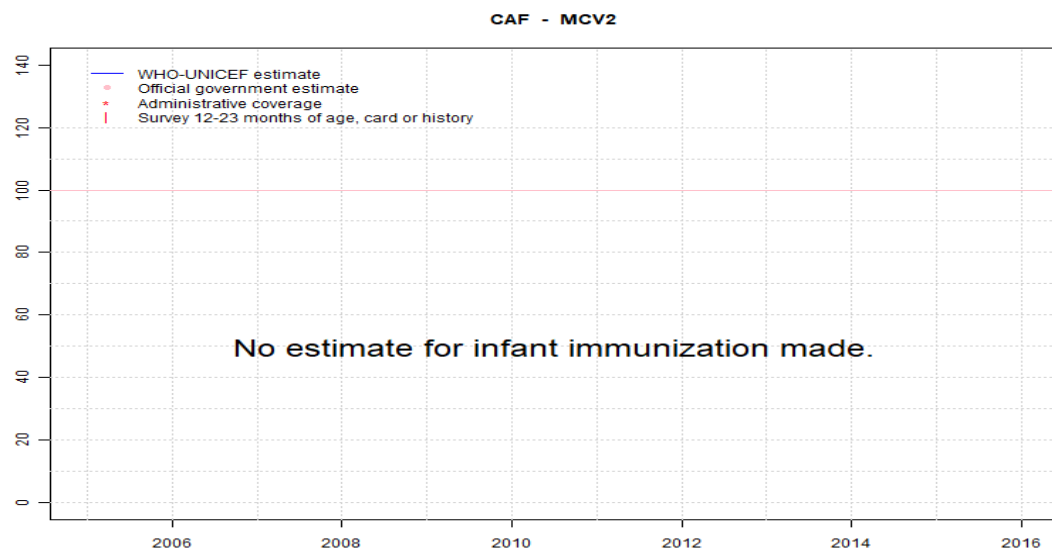 CAF - MCV2
WHO-UNICEF estimate
Official government estimate
Administrative coverage
Survey 12-23 months of age, card or history
140
120
100
80
60
40
20
0
No estimate for infant immunization made.
2006 2008 2010 2012 2014 2016